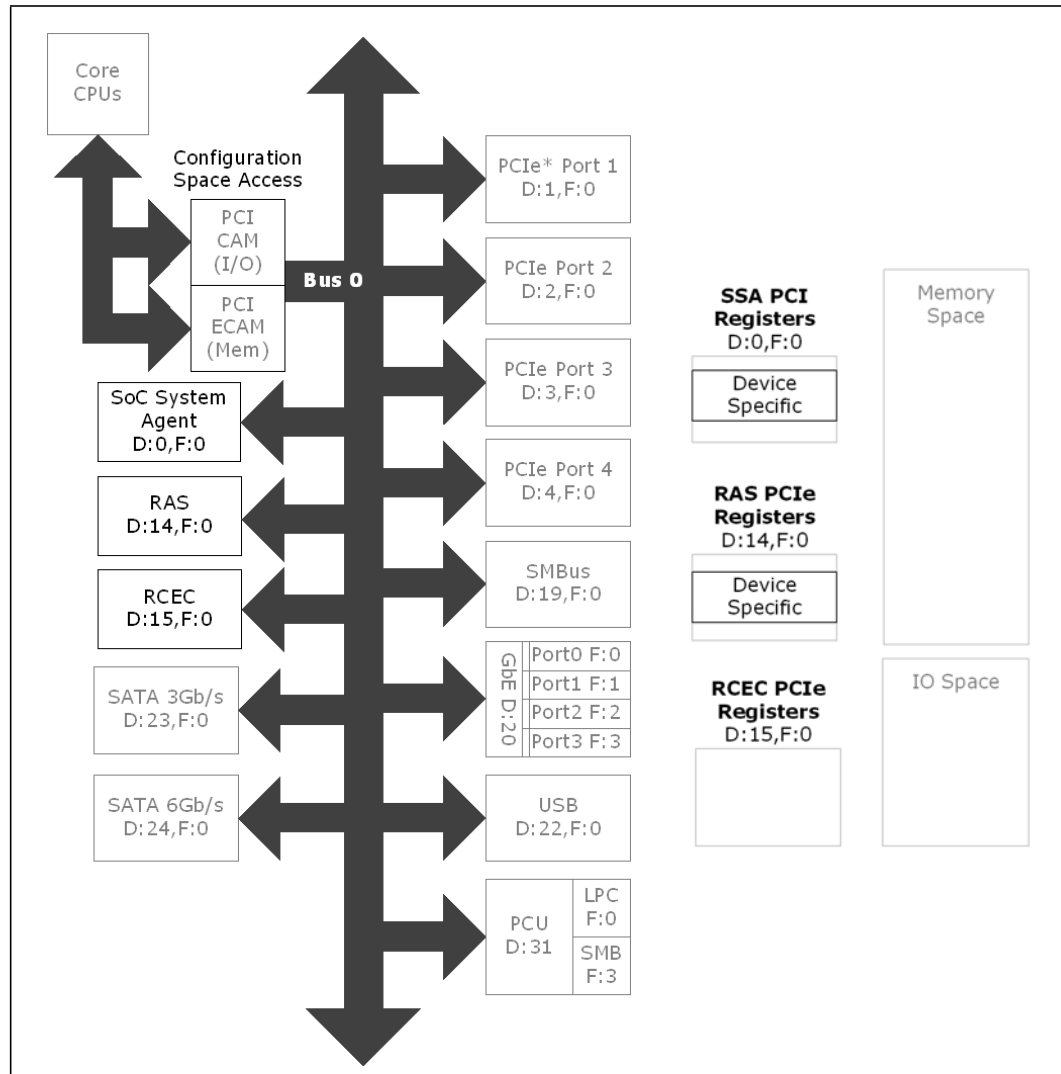 Core
CPUs
Configuration
Space Access
PCI
CAM
(I/O)
PCI
ECAM
(Mem)
Bus 0
SoC System
Agent
D:0,F:0
RAS
D:14,F:0
RCEC
D:15,F:0
SATA 3Gb/s
D:23,F:0
SATA 6Gb/s
D:24,F:0
PCIe* Port 1
D:1,F:0
PCIe Port 2
D:2,F:0
PCIe Port 3
D:3,F:0
PCIe Port 4
D:4,F:0
SMBus
D:19,F:0
GbE D:20
Port0 F:0
Port1 F:1
Port2 F:2
Port3 F:3
USB
D:22,F:0
PCU
D:31
LPC
F:0
SMB
F:3
SSA PCI
Registers
D:0,F:0
Device
Specific
RAS PCIe
Registers
D:14,F:0
Device
Specific
RCEC PCIe
Registers
D:15,F:0
Memory
Space
IO Space